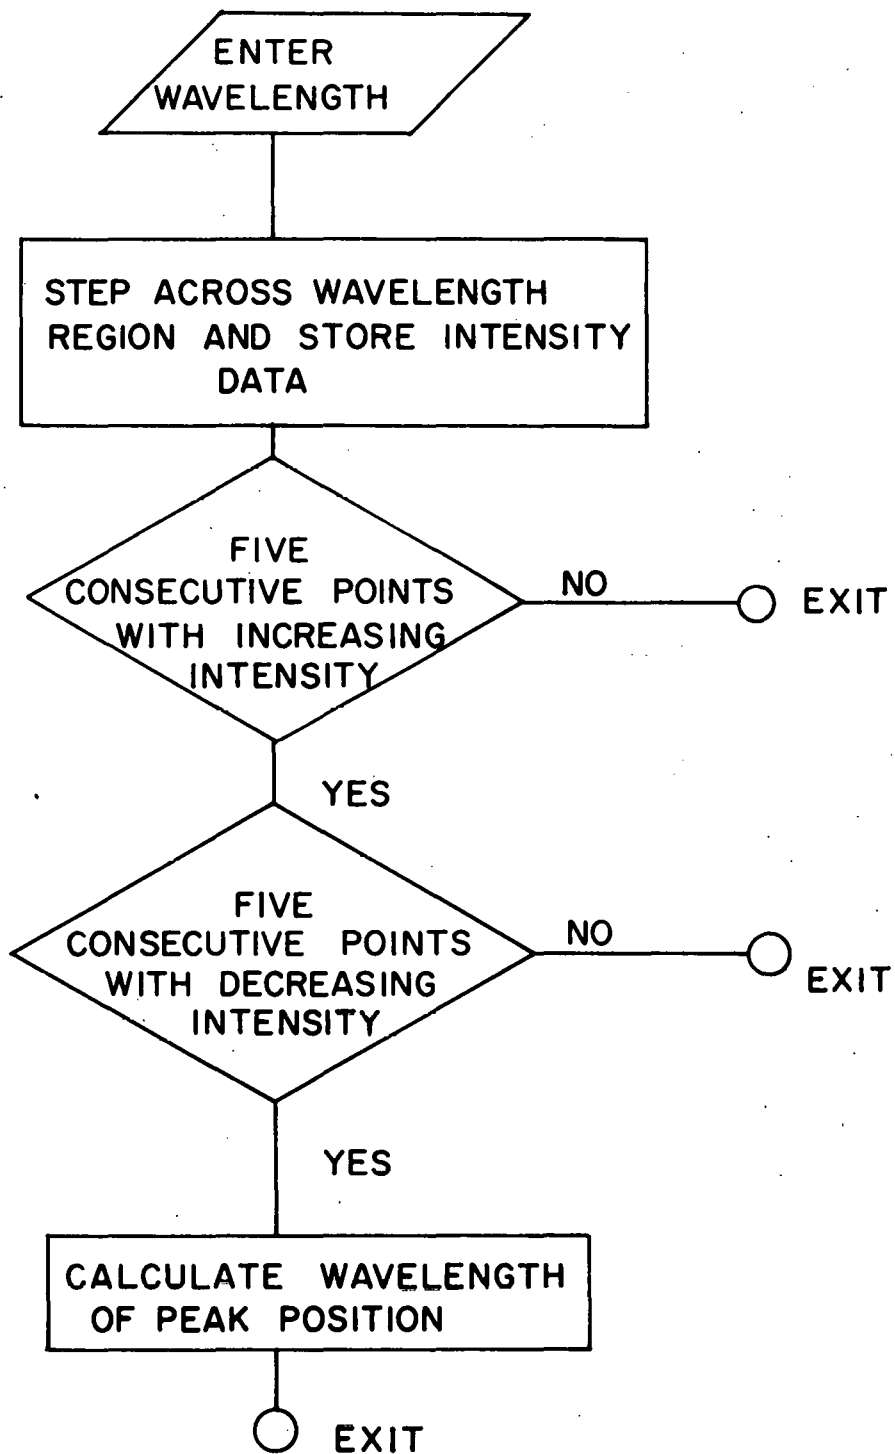 ENTER
WAVELENGTH
STEP ACROSS WAVELENGTH
REGION AND STORE INTENSITY
DATA
FIVE
CONSECUTIVE POINTS
WITH INCREASING
INTENSITY
NO
EXIT
YES
FIVE
CONSECUTIVE POINTS
WITH DECREASING
INTENSITY
NO
EXIT
YES
CALCULATE WAVELENGTH
OF PEAK POSITION
EXIT